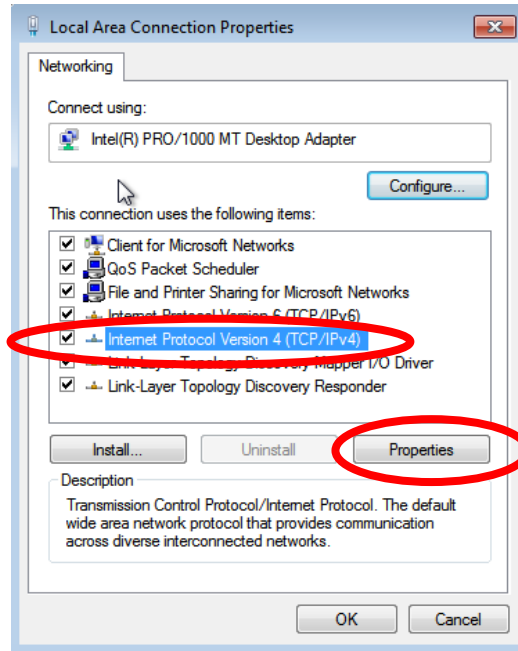 Local Area Connection Properties
Networking
Connect using:
Intel(R) PRO/1000 MT Desktop Adapter
Configure...
This connection uses the following items:
Client for Microsoft Networks
QoS Packet Scheduler
File and Printer Sharing for Microsoft Networks
Internet Protocol Version 6 (TCP/IPv6)
Internet Protocol Version 4 (TCP/IPv4)
Link-Layer Topology Discovery Mapper I/O Driver
Link-Layer Topology Discovery Responder
Install... Uninstall Properties
Description
Transmission Control Protocol/Internet Protocol. The default
wide area network protocol that provides communication
across diverse interconnected networks.
OK Cancel